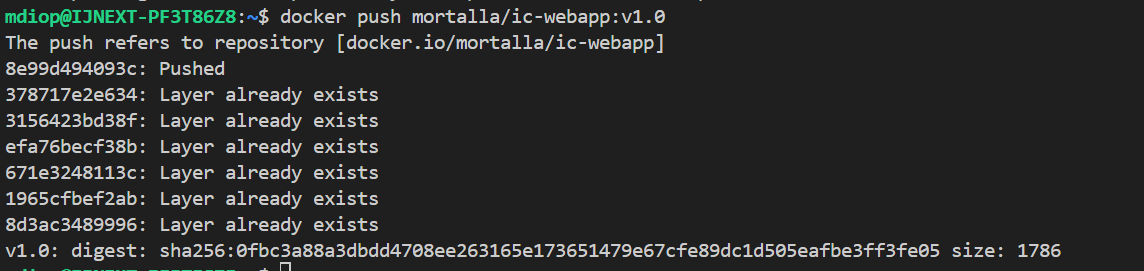 mdiop@IJNEXT-PF3T86Z8:~$ docker push mortalla/ic-webapp:v1.0
The push refers to repository [docker.io/mortalla/ic-webapp]
8e99d494093c: Pushed
378717e2e634: Layer already exists
3156423bd38f: Layer already exists
efa76becf38b: Layer already exists
671e3248113c: Layer already exists
1965cfbef2ab: Layer already exists
8d3ac3489996: Layer already exists
v1.0: digest: sha256:0fbc3a88a3dbdd4708ee263165e173651479e67cfe89dc1d505eafbe3ff3fe05 size: 1786